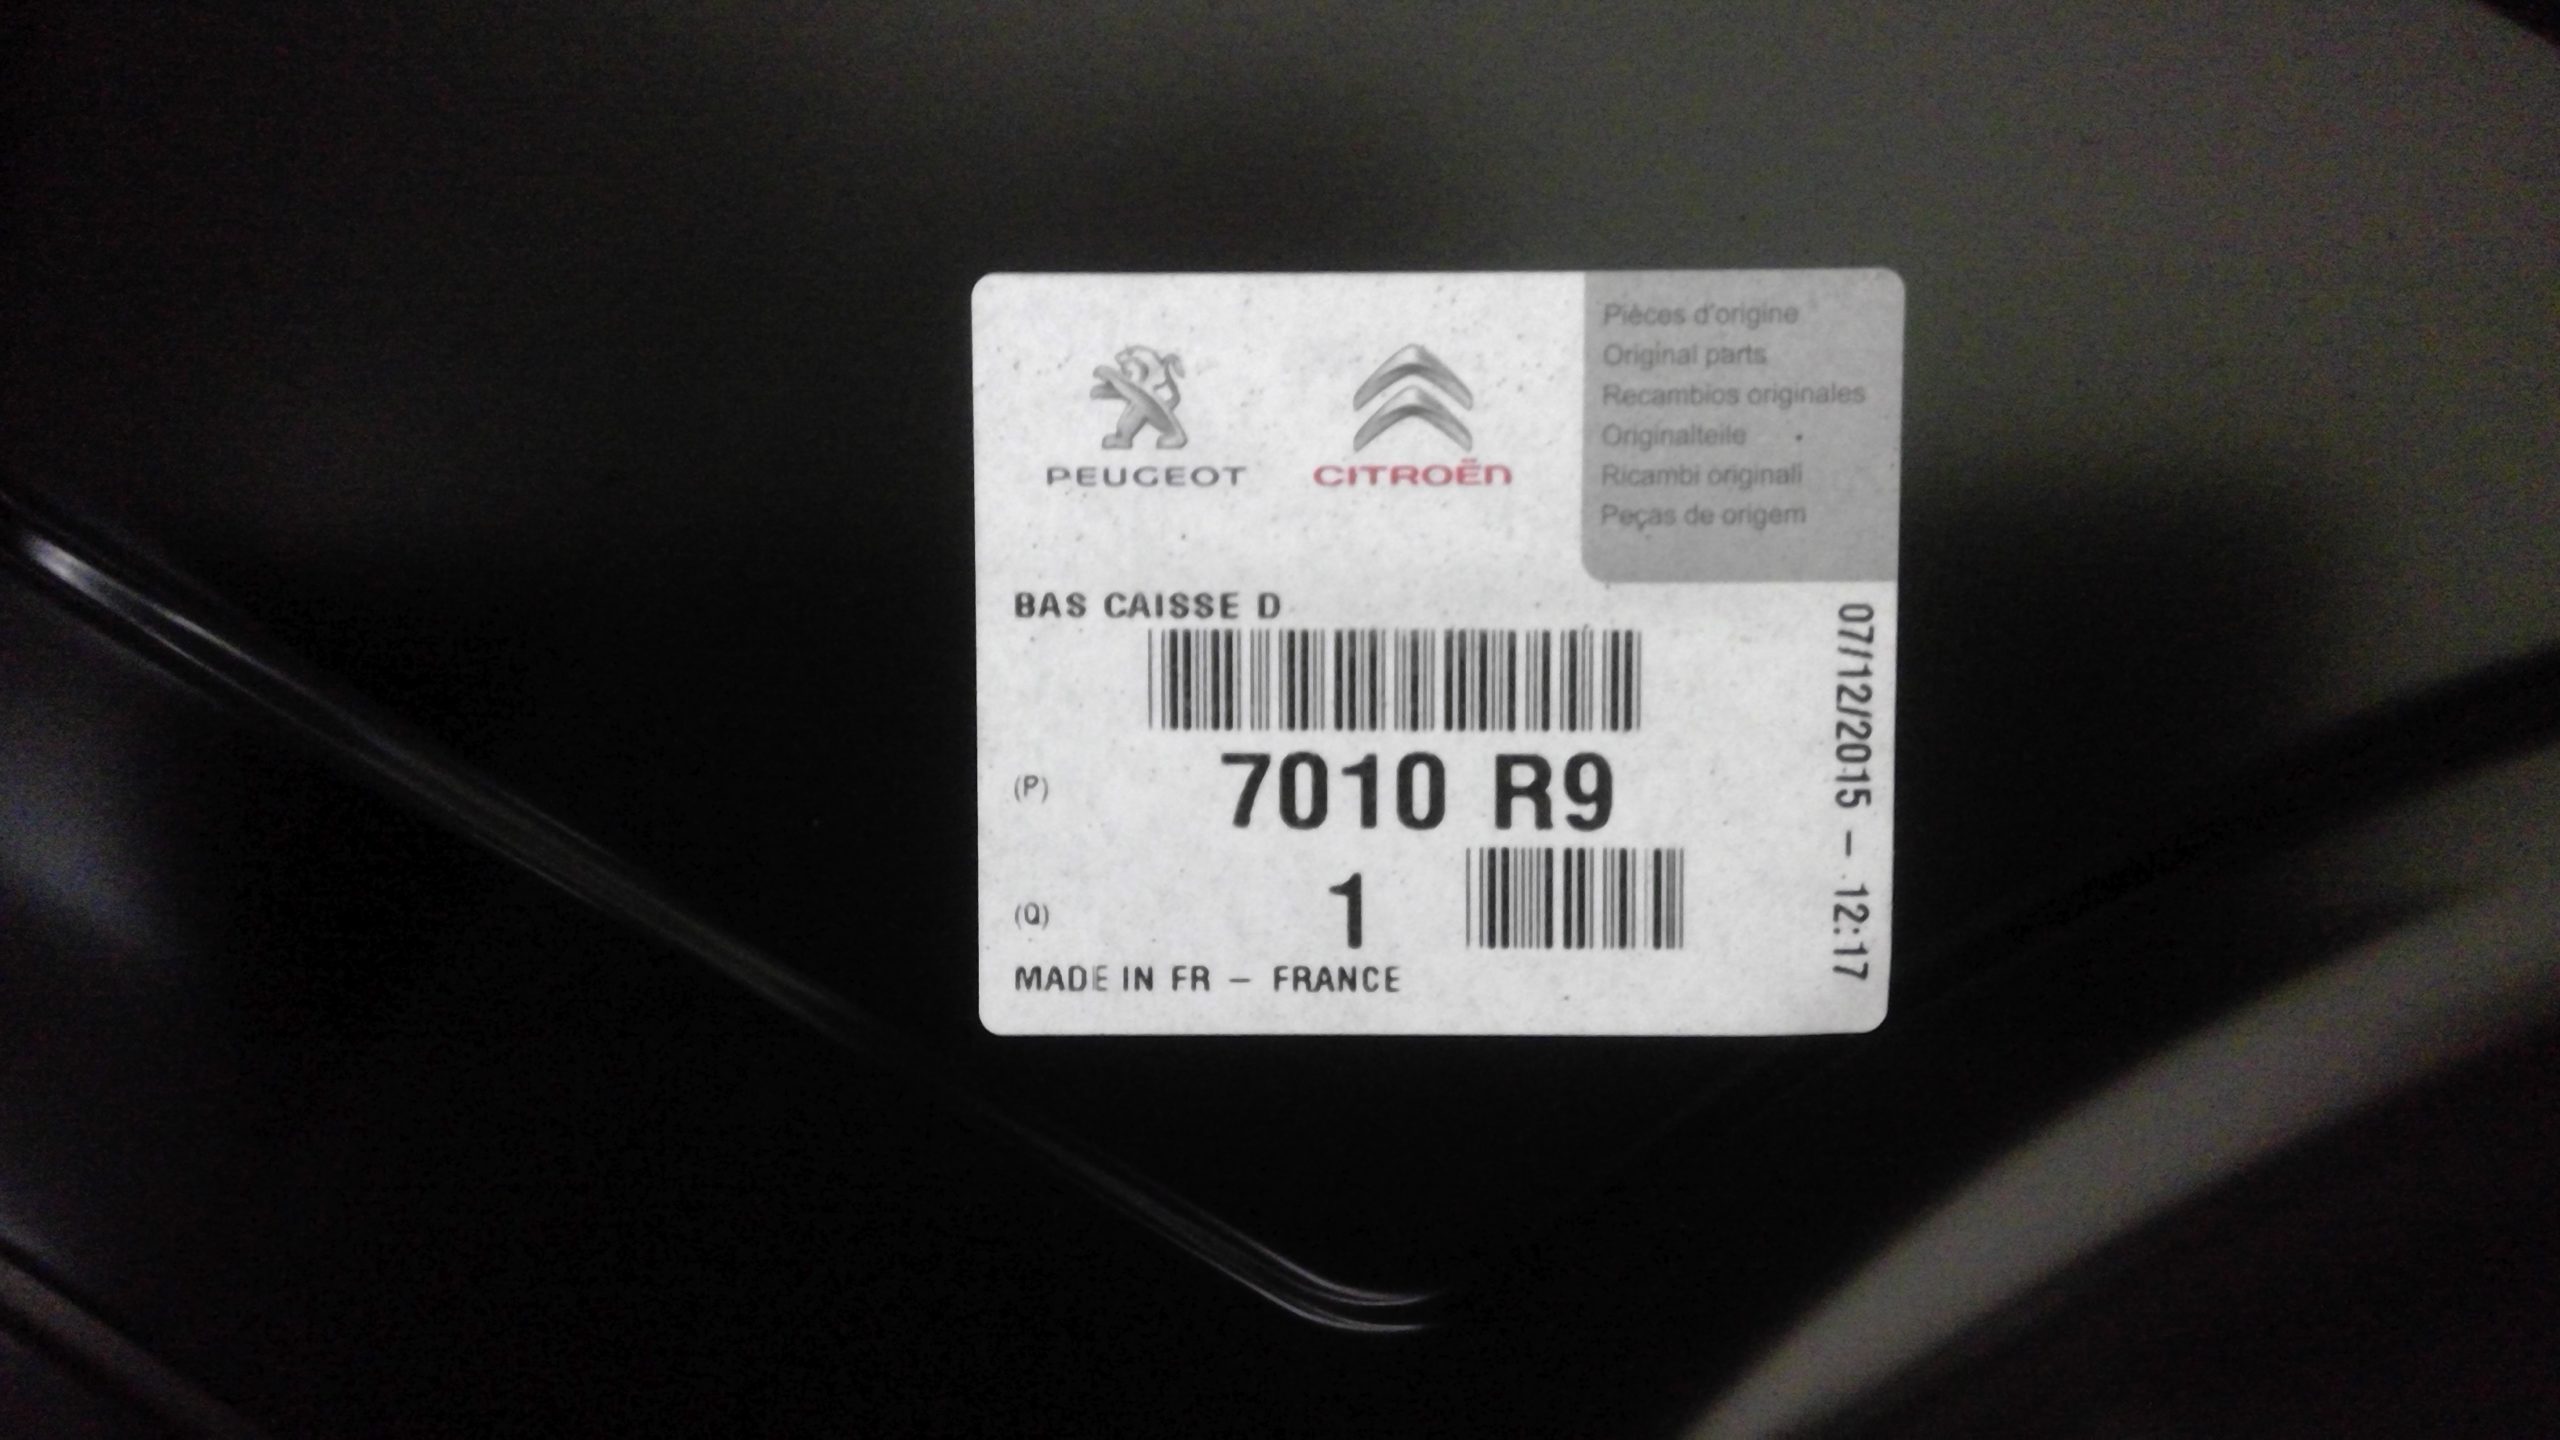 PEUGEOT
CITROËN
Pièces d'origine
Original parts
Recambios originales
Originalteile
Ricambi originali
Peças de origem
BAS CAISSE D
(P) 7010 R9
(Q) 1
MADE IN FR - FRANCE
07/12/2015 - 12:17